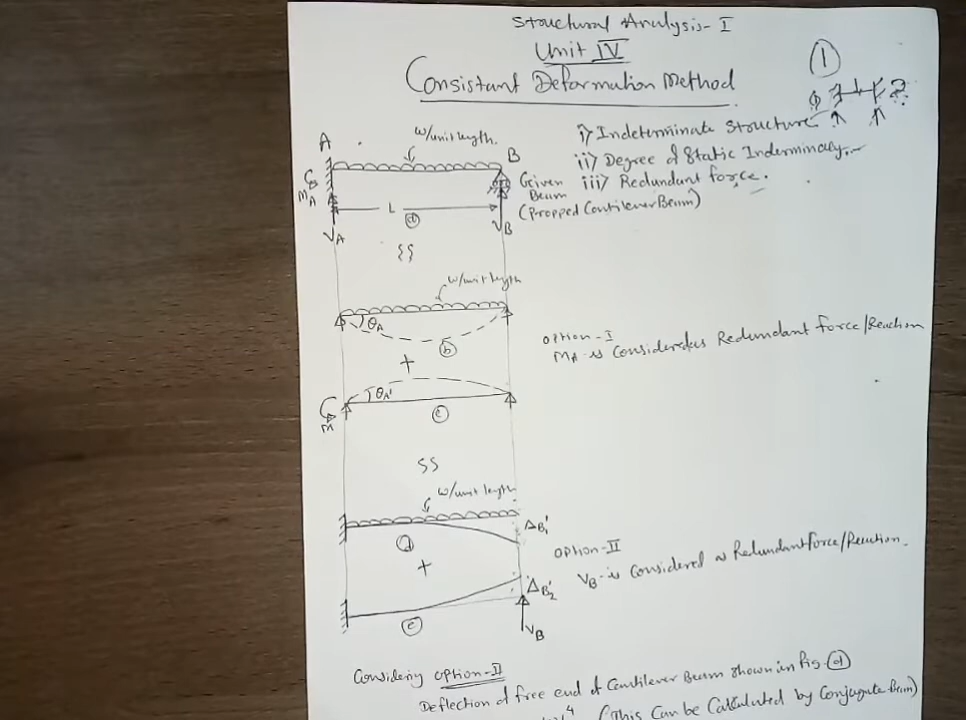 Structural Analysis-I
Unit IV
Consistant Deformation Method
1
i) Indeterminate Structure
ii) Degree of Static Inderminacy.
iii) Redundant force.
A
w/unit length.
B
Given
Beam
(Propped Cantilever Beam)
MA
L
a
VA
VB
w/unit length
θA
b
+
Option-I
MA is Considered as Redundant force/Reaction
θA'
M
c
w/unit length
ΔB1'
d
+
Option-II
VB is Considered as Redundant force/Reaction.
ΔB2'
e
VB
Considering option-II
Deflection of free end of Cantilever Beam shown in fig-d
4
(This Can be Calculated by Conjugate Beam)